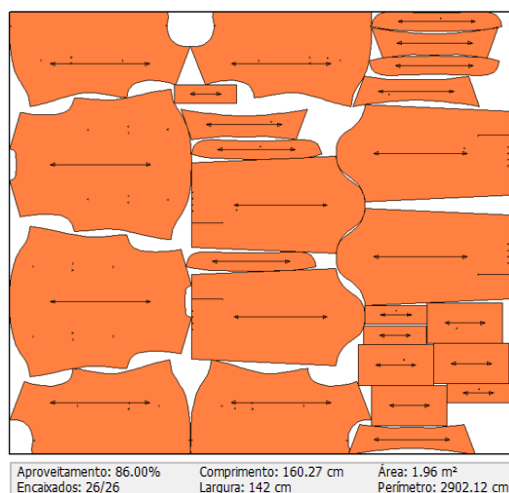 Aproveitamento: 86.00% Comprimento: 160.27 cm Área: 1.96 m²
Encaixados: 26/26 Largura: 142 cm Perímetro: 2902.12 cm